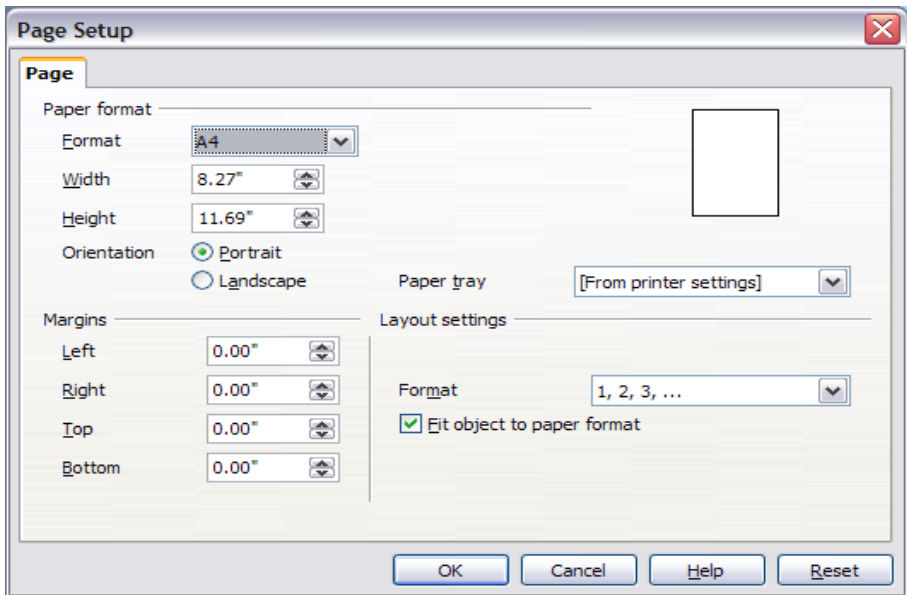 Page Setup
Page
Paper format
Format A4
Width 8.27"
Height 11.69"
Orientation Portrait
Landscape
Paper tray [From printer settings]
Margins
Left 0.00"
Right 0.00"
Top 0.00"
Bottom 0.00"
Layout settings
Format 1, 2, 3, ...
Fit object to paper format
OK Cancel Help Reset